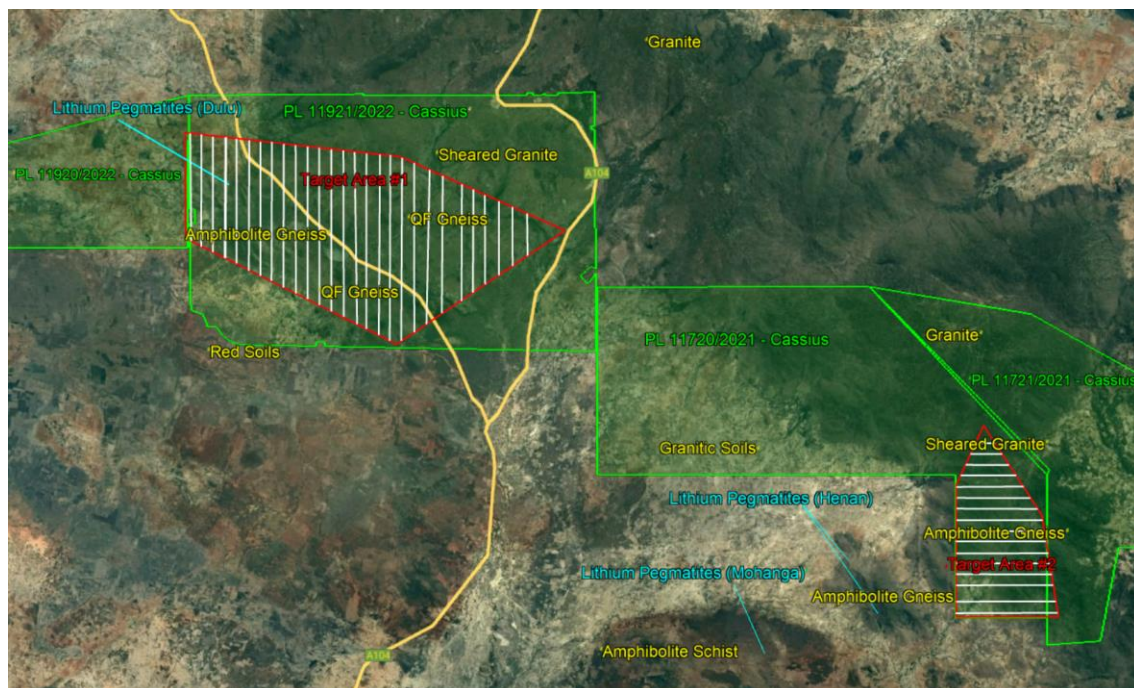 Granite
Lithium Pegmatites (Dulu)
PL 11921/2022 - Cassius
Sheared Granite
A104
PL 11920/2022 - Cassius
Target Area #1
QF Gneiss
Amphibolite Gneiss
QF Gneiss
Red Soils
PL 11720/2021 - Cassius
Granite
PL 11721/2021 - Cassius
Granitic Soils
Sheared Granite
Lithium Pegmatites (Henan)
Amphibolite Gneiss
Target Area #2
Lithium Pegmatites (Mohanga)
Amphibolite Gneiss
Amphibolite Schist
A104